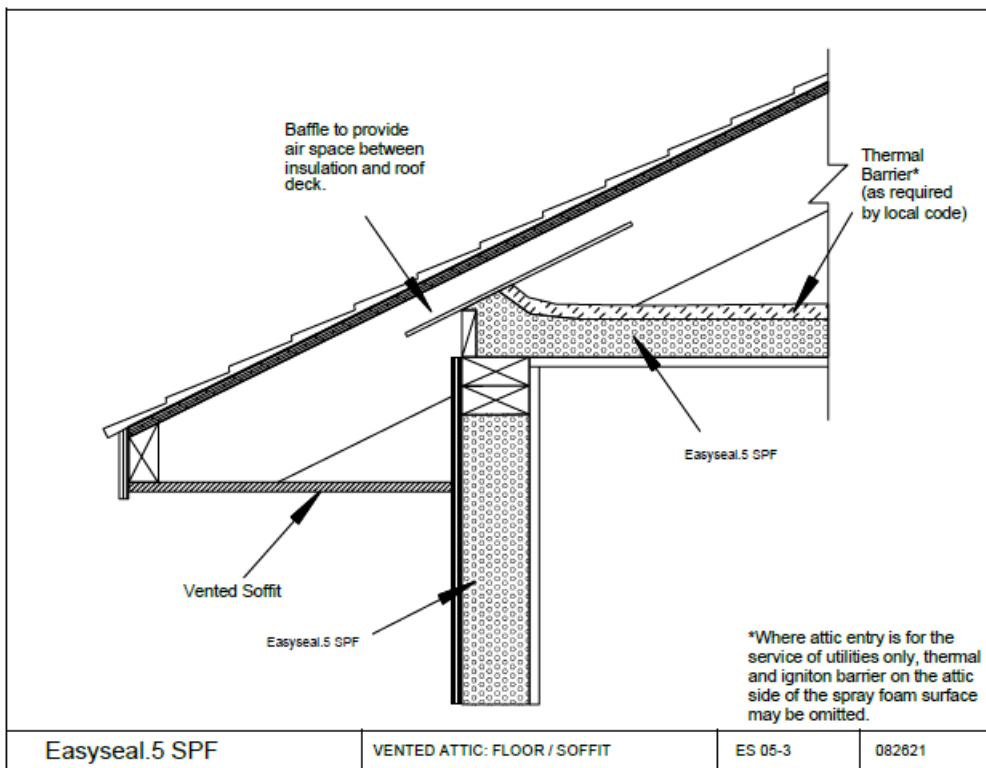 Baffle to provide
air space between
insulation and roof
deck.
Thermal
Barrier*
(as required
by local code)
Easyseal.5 SPF
Vented Soffit
Easyseal.5 SPF
*Where attic entry is for the
service of utilities only, thermal
and igniton barrier on the attic
side of the spray foam surface
may be omitted.
Easyseal.5 SPF
VENTED ATTIC: FLOOR / SOFFIT
ES 05-3
082621